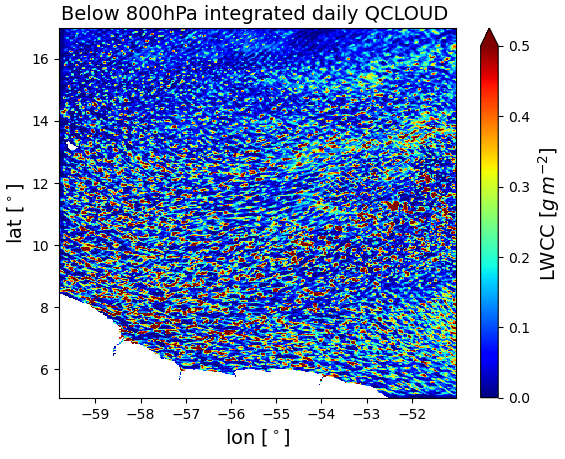 Below 800hPa integrated daily QCLOUD
16
14
12
10
8
6
lat [°]
−59 −58 −57 −56 −55 −54 −53 −52
lon [°]
0.5
0.4
0.3
0.2
0.1
0.0
LWCC [g m⁻²]